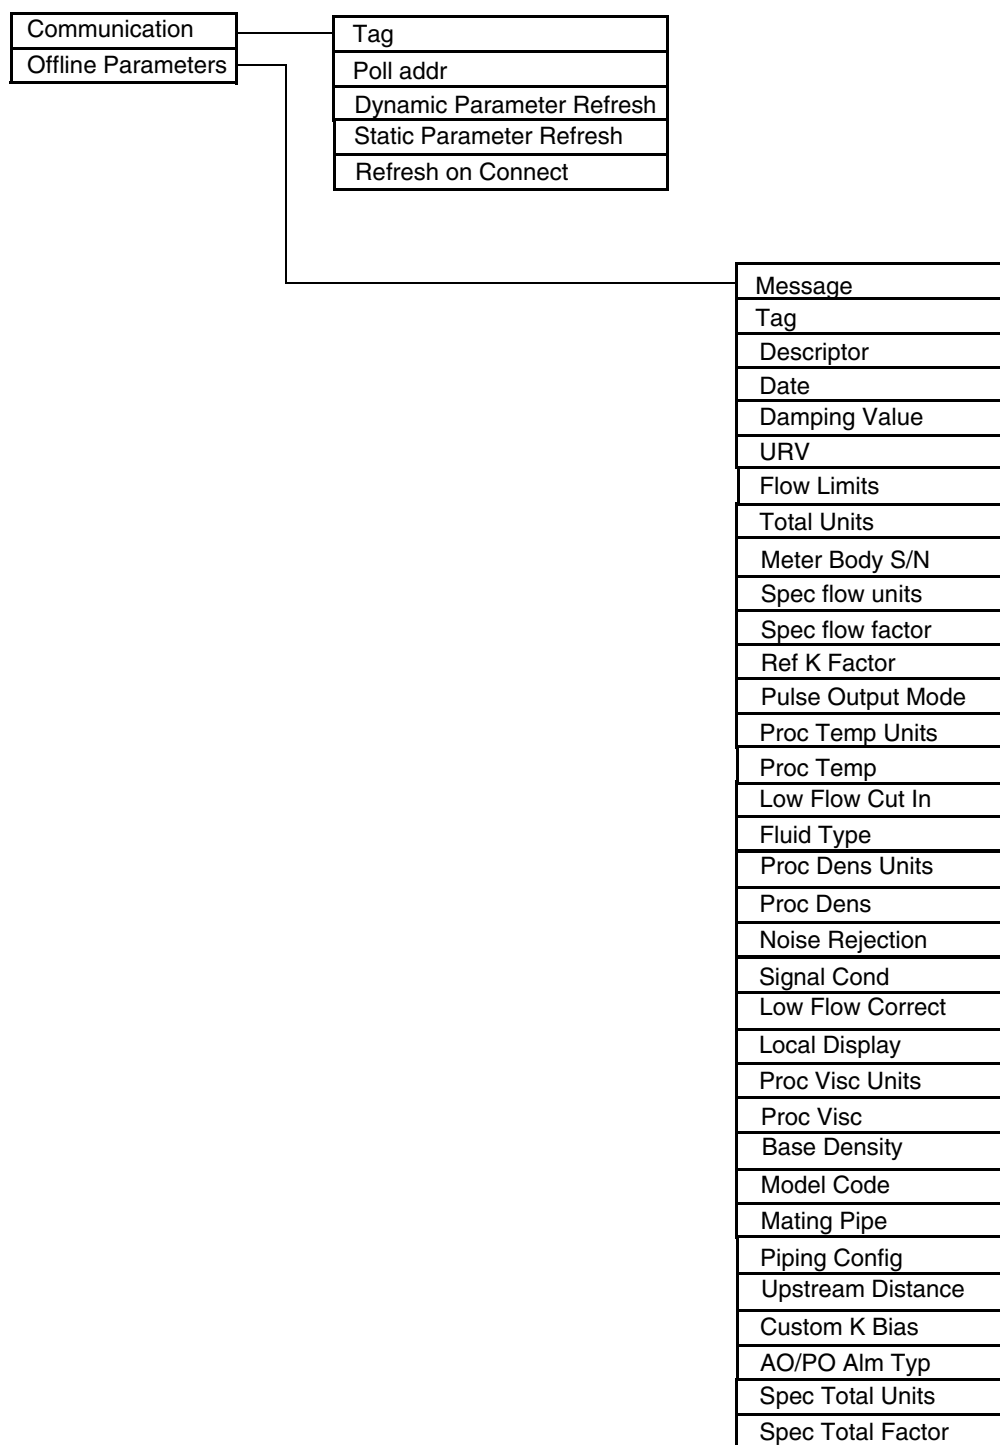 Communication
Offline Parameters
Tag
Poll addr
Dynamic Parameter Refresh
Static Parameter Refresh
Refresh on Connect
Message
Tag
Descriptor
Date
Damping Value
URV
Flow Limits
Total Units
Meter Body S/N
Spec flow units
Spec flow factor
Ref K Factor
Pulse Output Mode
Proc Temp Units
Proc Temp
Low Flow Cut In
Fluid Type
Proc Dens Units
Proc Dens
Noise Rejection
Signal Cond
Low Flow Correct
Local Display
Proc Visc Units
Proc Visc
Base Density
Model Code
Mating Pipe
Piping Config
Upstream Distance
Custom K Bias
AO/PO Alm Typ
Spec Total Units
Spec Total Factor